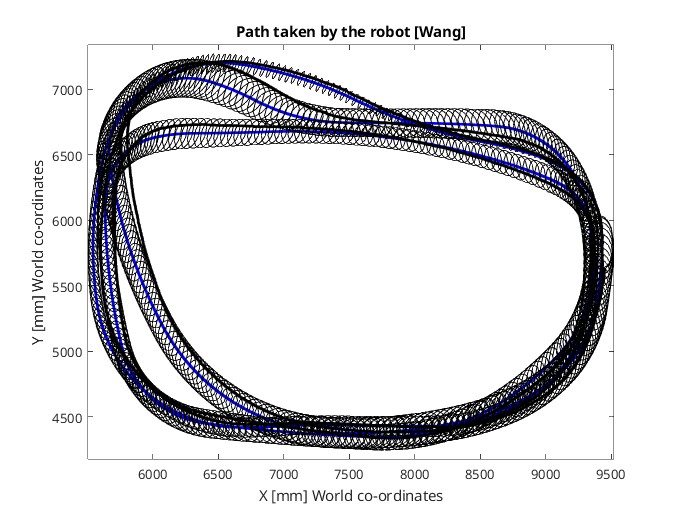 Path taken by the robot [Wang]
7000
6500
6000
5500
5000
4500
Y [mm] World co-ordinates
6000 6500 7000 7500 8000 8500 9000 9500
X [mm] World co-ordinates